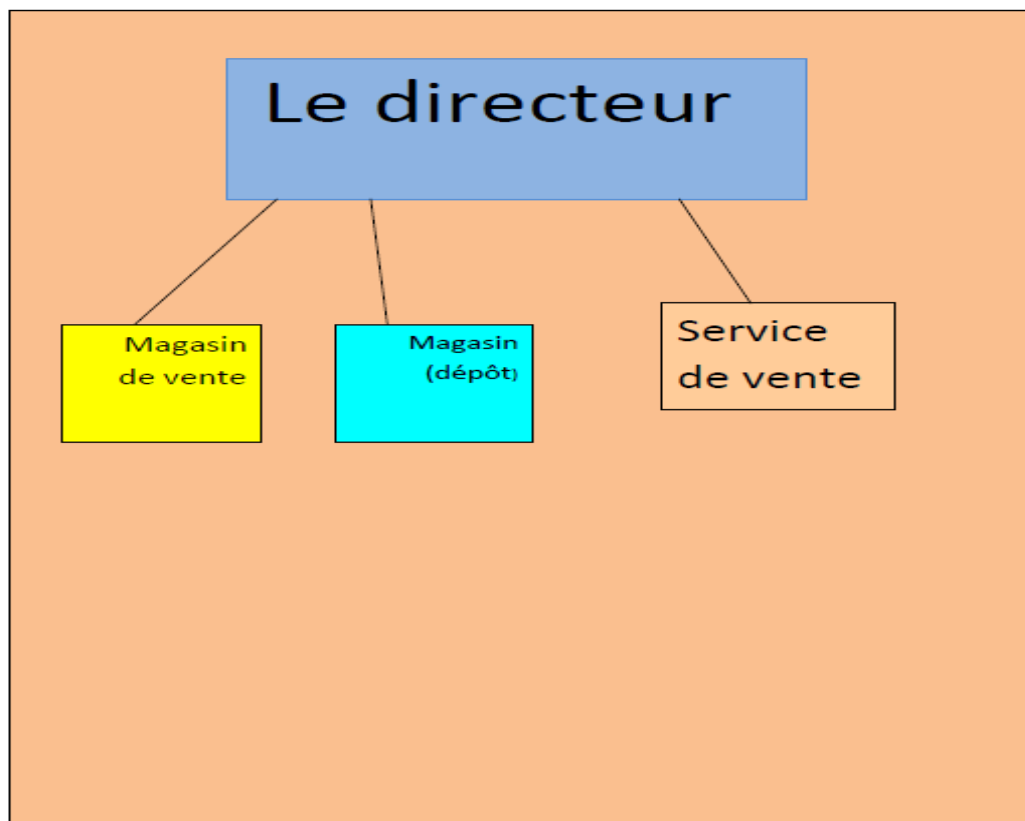 Le directeur
Magasin
de vente
Magasin
(dépôt)
Service
de vente